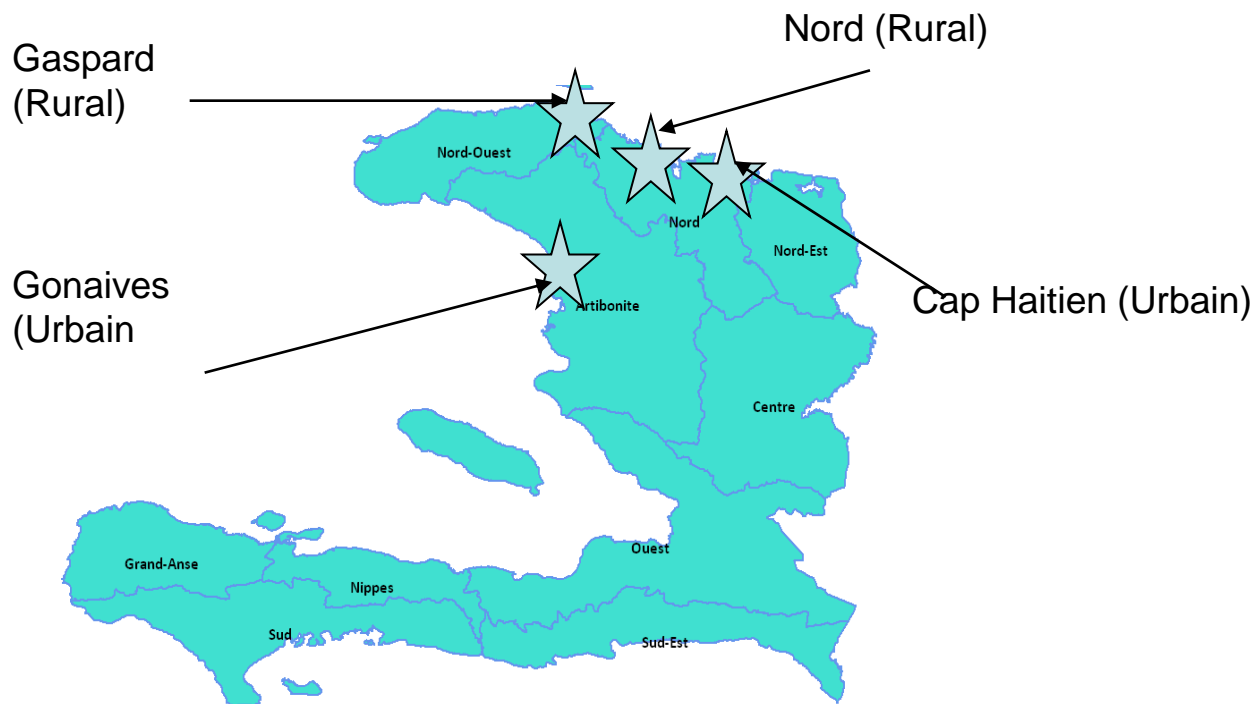 Nord (Rural)
Gaspard
(Rural)
Nord-Ouest
Nord
Nord-Est
Gonaives
(Urbain
Cap Haitien (Urbain)
Artibonite
Centre
Ouest
Grand-Anse
Nippes
Sud
Sud-Est